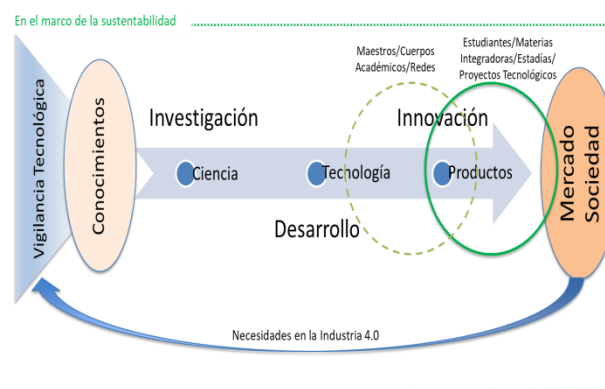 En el marco de la sustentabilidad
Maestros/Cuerpos
Académicos/Redes
Estudiantes/Materias
Integradoras/Estadías/
Proyectos Tecnológicos
Vigilancia Tecnológica
Conocimientos
Investigación
Innovación
Ciencia
Tecnología
Productos
Desarrollo
Mercado
Sociedad
Necesidades en la Industria 4.0